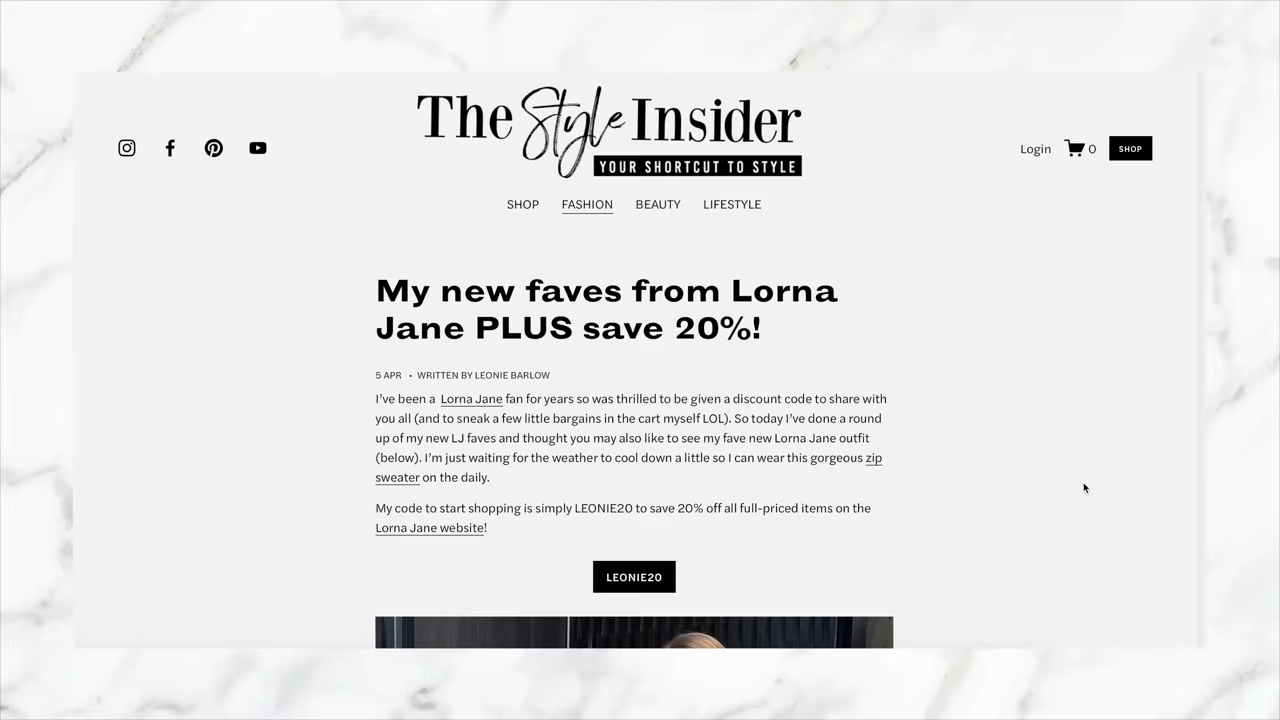 The Style Insider
YOUR SHORTCUT TO STYLE
Login
0
SHOP
SHOP
FASHION
BEAUTY
LIFESTYLE
My new faves from Lorna
Jane PLUS save 20%!
5 APR • WRITTEN BY LEONIE BARLOW
I’ve been a Lorna Jane fan for years so was thrilled to be given a discount code to share with
you all (and to sneak a few little bargains in the cart myself LOL). So today I’ve done a round
up of my new LJ faves and thought you may also like to see my fave new Lorna Jane outfit
(below). I’m just waiting for the weather to cool down a little so I can wear this gorgeous zip
sweater on the daily.
My code to start shopping is simply LEONIE20 to save 20% off all full-priced items on the
Lorna Jane website!
LEONIE20